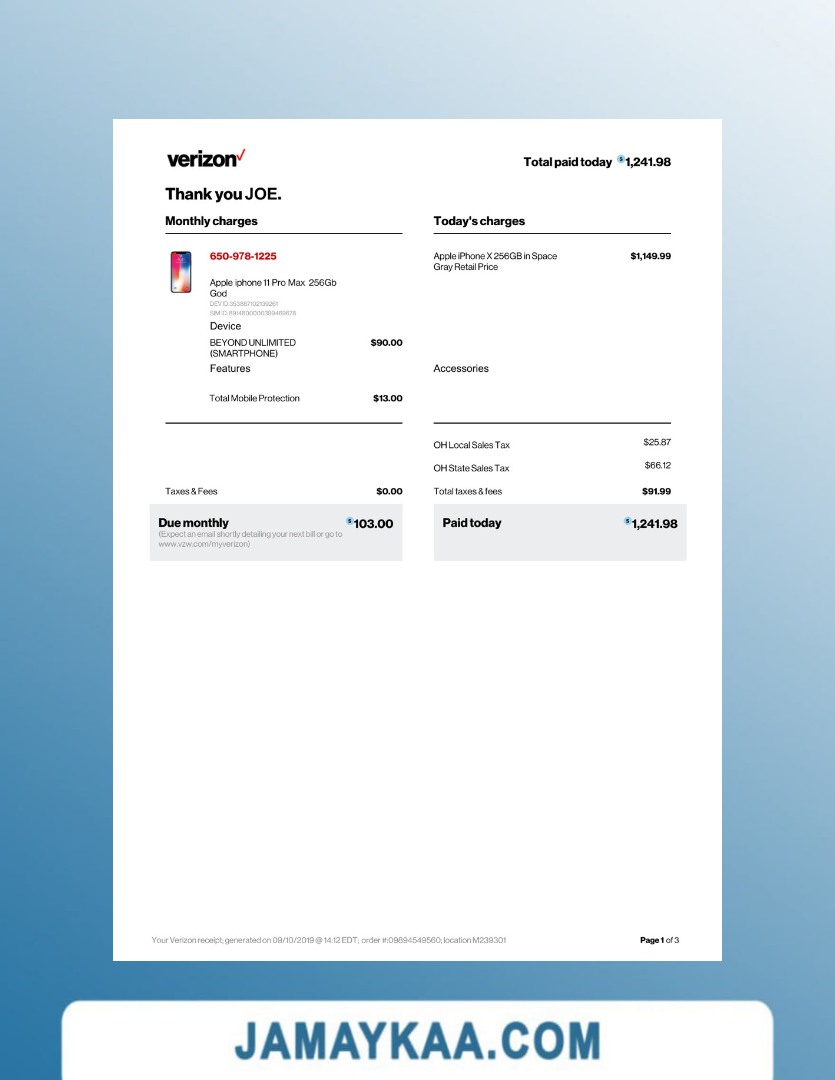 verizon
Total paid today $1,241.98
Thank you JOE.
Monthly charges
650-978-1225
Apple iphone 11 Pro Max 256Gb
God
Device
BEYOND UNLIMITED $90.00
(SMARTPHONE)
Features
Total Mobile Protection $13.00
Taxes & Fees $0.00
Due monthly $103.00
(Expect an email shortly detailing your next bill or go to
www.vzw.com/myverizon)
Today's charges
Apple iPhone X 256GB in Space $1,149.99
Gray Retail Price
Accessories
OH Local Sales Tax $25.87
OH State Sales Tax $66.12
Total taxes & fees $91.99
Paid today $1,241.98
Your Verizon receipt; generated on 09/10/2019 @ 14:12 EDT; order #:09894549560; location M239301
Page 1 of 3
JAMAYKAA.COM